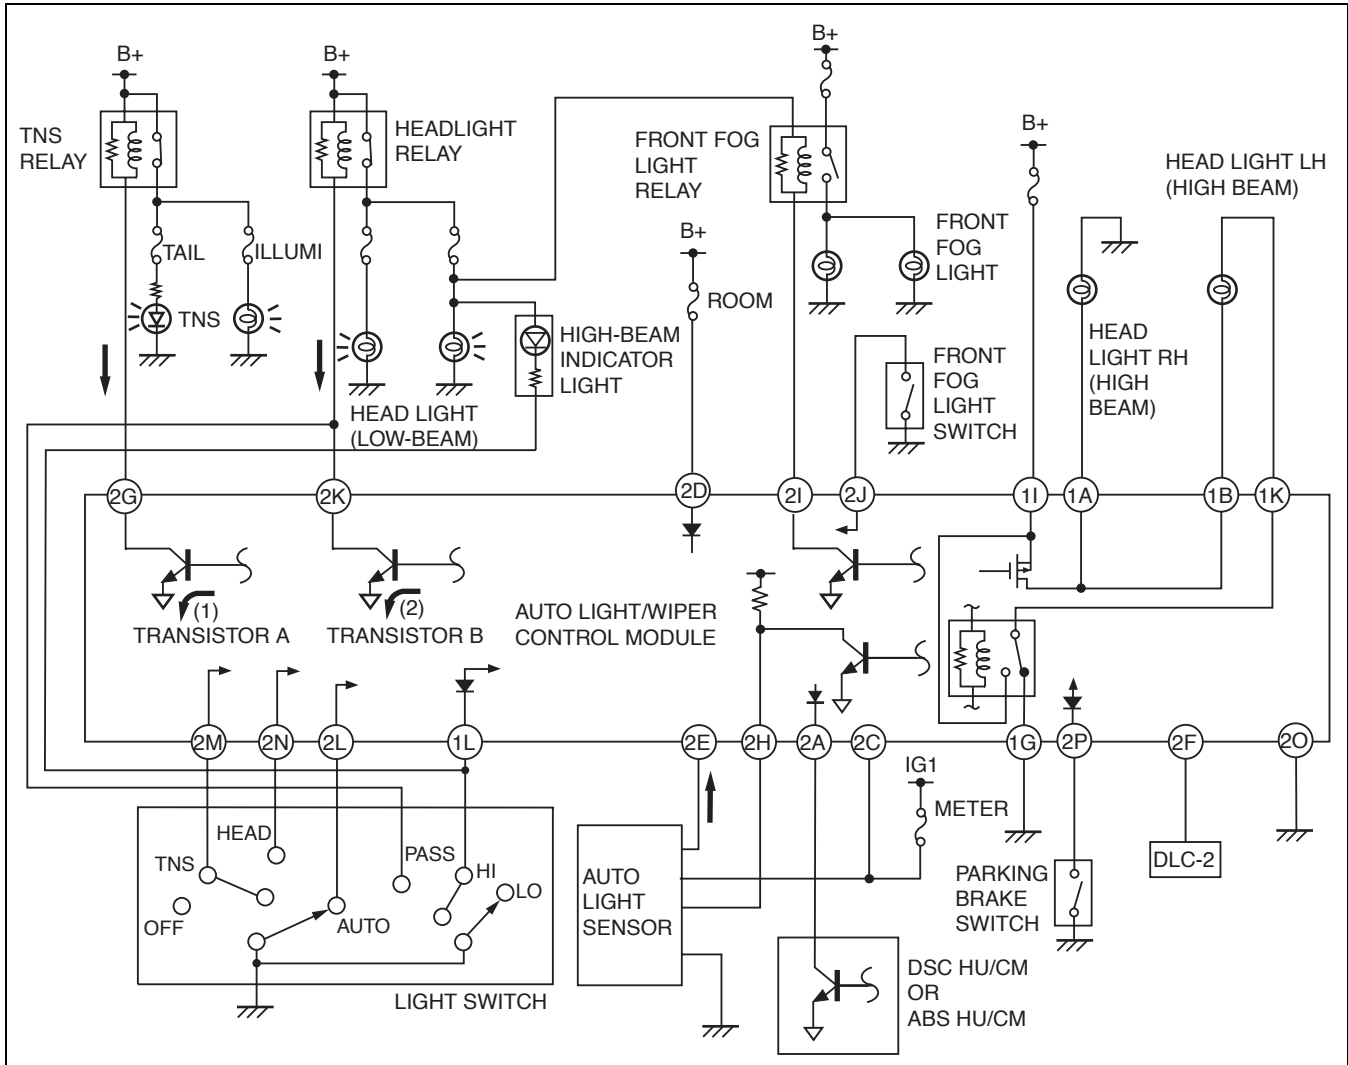 B+
B+
B+
TNS
RELAY
HEADLIGHT
RELAY
FRONT FOG
LIGHT
RELAY
B+
HEAD LIGHT LH
(HIGH BEAM)
TAIL
ILLUMI
B+
FRONT
FOG
LIGHT
ROOM
TNS
HIGH-BEAM
INDICATOR
LIGHT
HEAD
LIGHT RH
(HIGH
BEAM)
FRONT
FOG
LIGHT
SWITCH
HEAD LIGHT
(LOW-BEAM)
2G
2K
2D
2I
2J
1I
1A
1B
1K
(1)
TRANSISTOR A
(2)
TRANSISTOR B
AUTO LIGHT/WIPER
CONTROL MODULE
2M
2N
2L
1L
2E
2H
2A
2C
1G
2P
2F
2O
IG1
METER
HEAD
TNS
PASS
HI
LO
OFF
AUTO
LIGHT SWITCH
AUTO
LIGHT
SENSOR
PARKING
BRAKE
SWITCH
DLC-2
DSC HU/CM
OR
ABS HU/CM